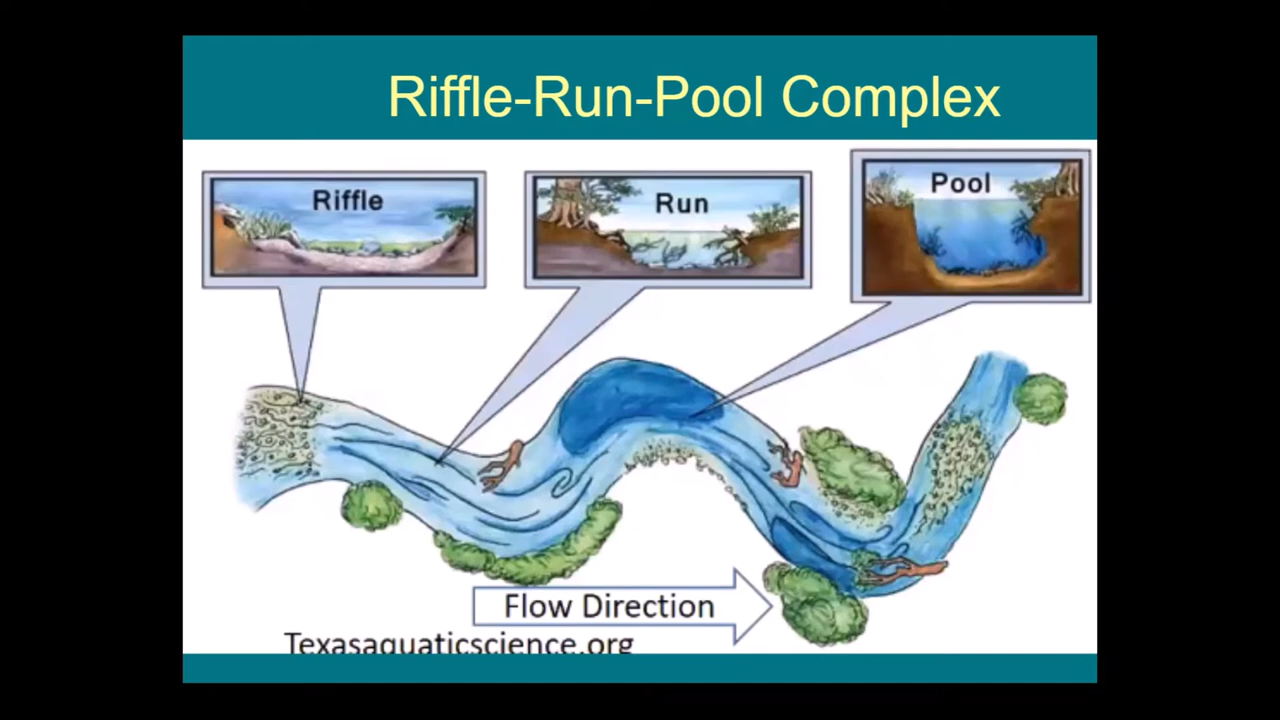 Riffle-Run-Pool Complex
Riffle
Run
Pool
Flow Direction
Texasaquaticscience.org